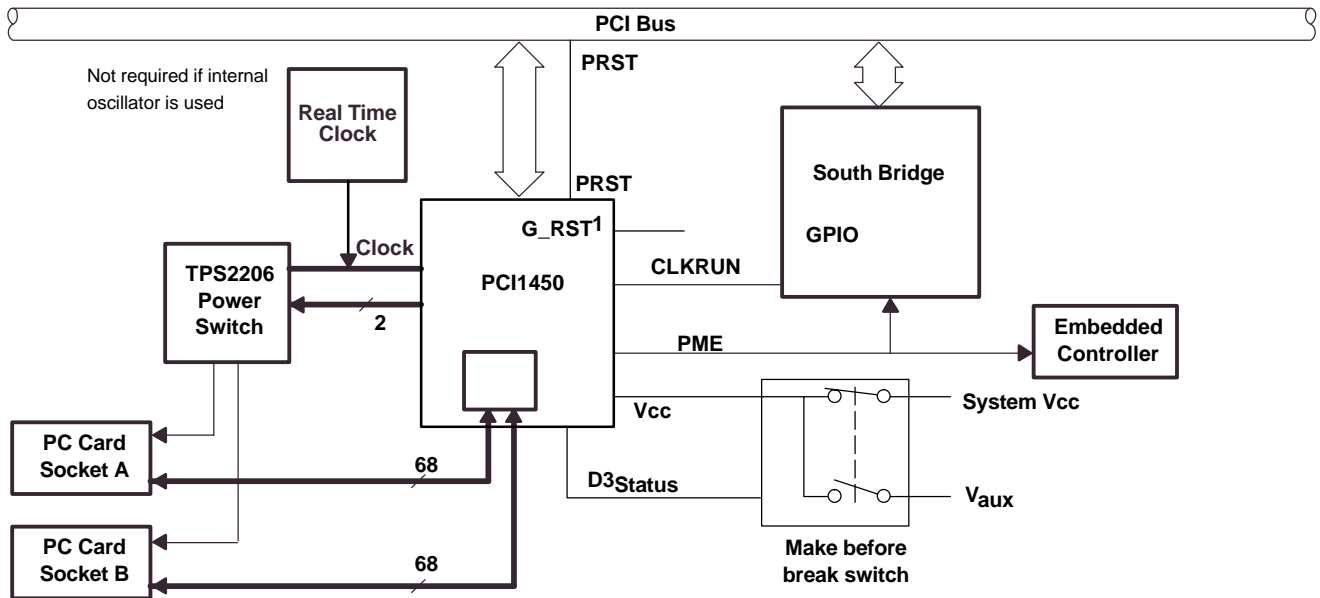 PCI Bus
PRST
Not required if internal
oscillator is used
Real Time
Clock
PRST
South Bridge
G_RST1
GPIO
Clock
CLKRUN
TPS2206
Power
Switch
PCI1450
2
PME
Embedded
Controller
Vcc
System Vcc
PC Card
Socket A
68
D3Status
Vaux
PC Card
Socket B
68
Make before
break switch